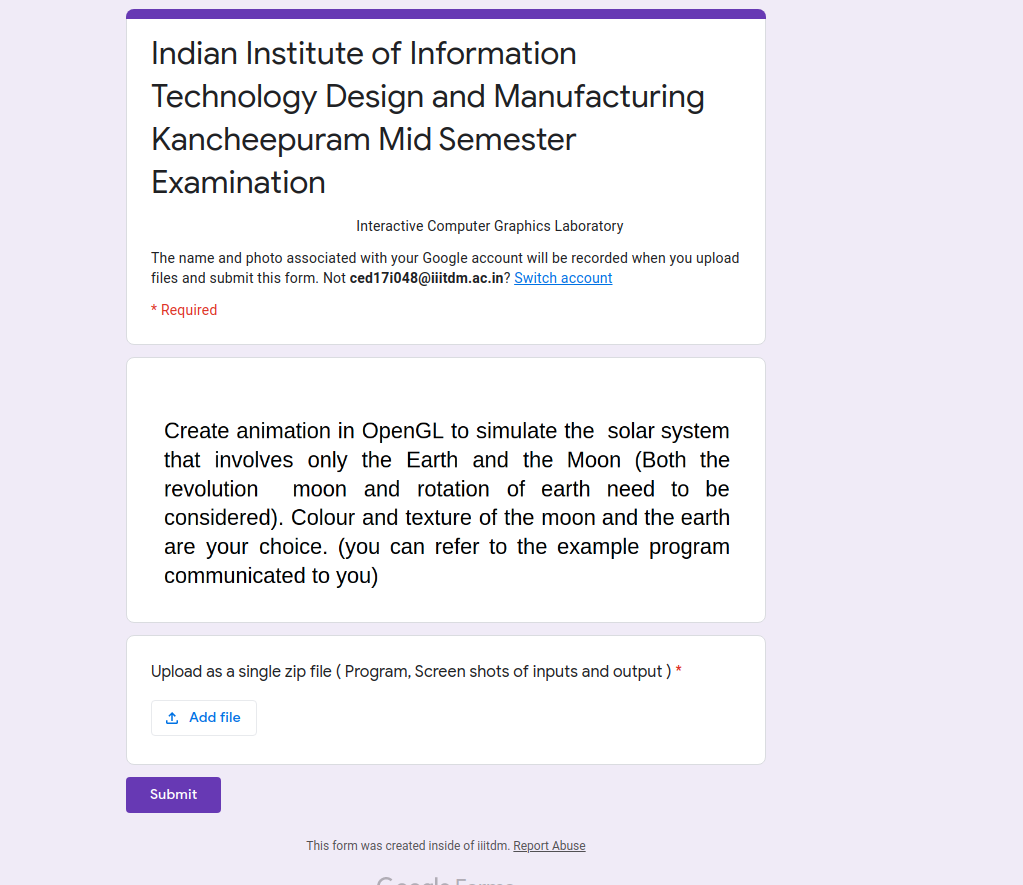 Indian Institute of Information
Technology Design and Manufacturing
Kancheepuram Mid Semester
Examination
Interactive Computer Graphics Laboratory
The name and photo associated with your Google account will be recorded when you upload
files and submit this form. Not ced17i048@iiitdm.ac.in? Switch account
* Required
Create animation in OpenGL to simulate the solar system
that involves only the Earth and the Moon (Both the
revolution moon and rotation of earth need to be
considered). Colour and texture of the moon and the earth
are your choice. (you can refer to the example program
communicated to you)
Upload as a single zip file ( Program, Screen shots of inputs and output ) *
Add file
Submit
This form was created inside of iiitdm. Report Abuse
Google Forms